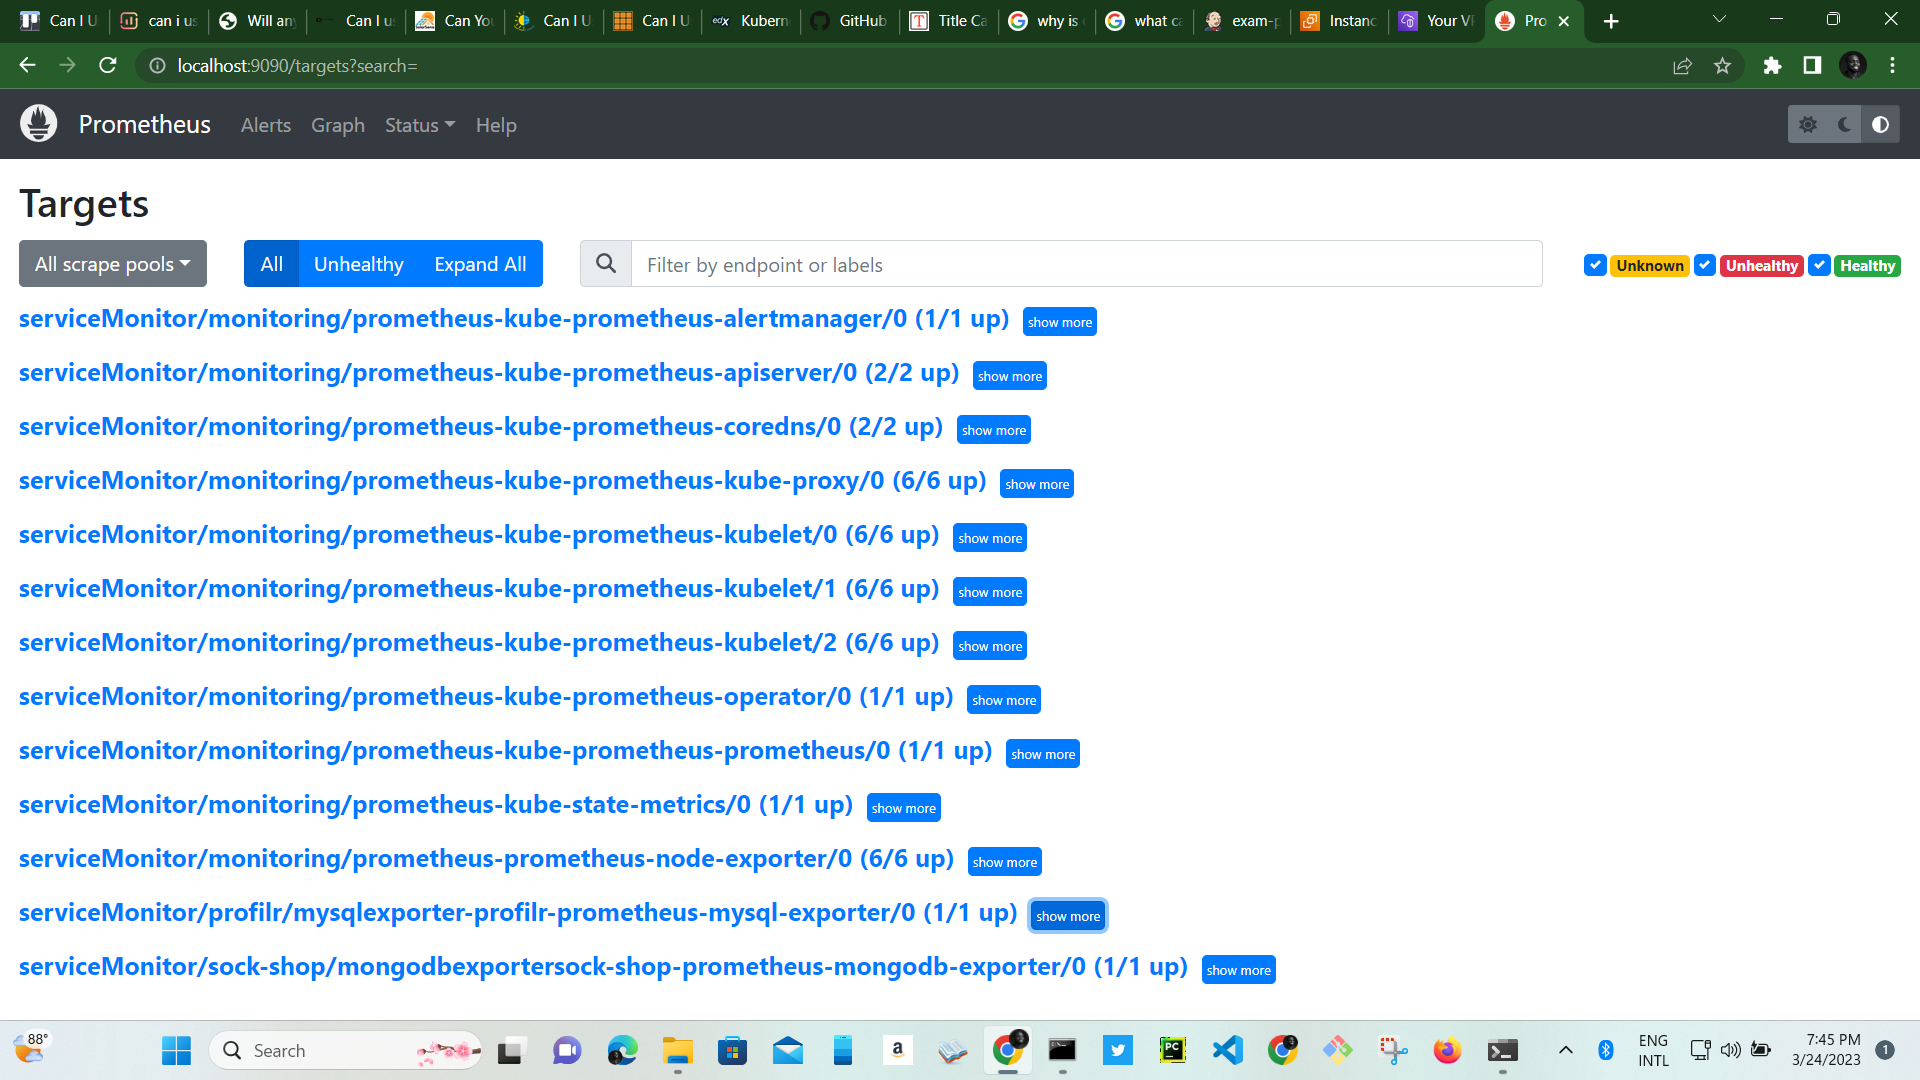 Can I U
can i us
Will any
Can I u
Can You
Can I U
Can I U
edX Kubern
GitHub
T Title Ca
why is
what ca
exam-p
Instanc
Your VP
Pro
localhost:9090/targets?search=
Prometheus Alerts Graph Status Help
Targets
All scrape pools All Unhealthy Expand All Filter by endpoint or labels Unknown Unhealthy Healthy
serviceMonitor/monitoring/prometheus-kube-prometheus-alertmanager/0 (1/1 up) show more
serviceMonitor/monitoring/prometheus-kube-prometheus-apiserver/0 (2/2 up) show more
serviceMonitor/monitoring/prometheus-kube-prometheus-coredns/0 (2/2 up) show more
serviceMonitor/monitoring/prometheus-kube-prometheus-kube-proxy/0 (6/6 up) show more
serviceMonitor/monitoring/prometheus-kube-prometheus-kubelet/0 (6/6 up) show more
serviceMonitor/monitoring/prometheus-kube-prometheus-kubelet/1 (6/6 up) show more
serviceMonitor/monitoring/prometheus-kube-prometheus-kubelet/2 (6/6 up) show more
serviceMonitor/monitoring/prometheus-kube-prometheus-operator/0 (1/1 up) show more
serviceMonitor/monitoring/prometheus-kube-prometheus-prometheus/0 (1/1 up) show more
serviceMonitor/monitoring/prometheus-kube-state-metrics/0 (1/1 up) show more
serviceMonitor/monitoring/prometheus-prometheus-node-exporter/0 (6/6 up) show more
serviceMonitor/profilr/mysqlexporter-profilr-prometheus-mysql-exporter/0 (1/1 up) show more
serviceMonitor/sock-shop/mongodbexportersock-shop-prometheus-mongodb-exporter/0 (1/1 up) show more
88°
Search
a
PC
ENG
INTL
7:45 PM
3/24/2023
1